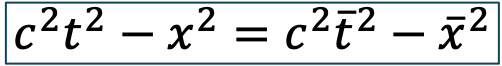 c²t² − x² = c²t̄² − x̄²